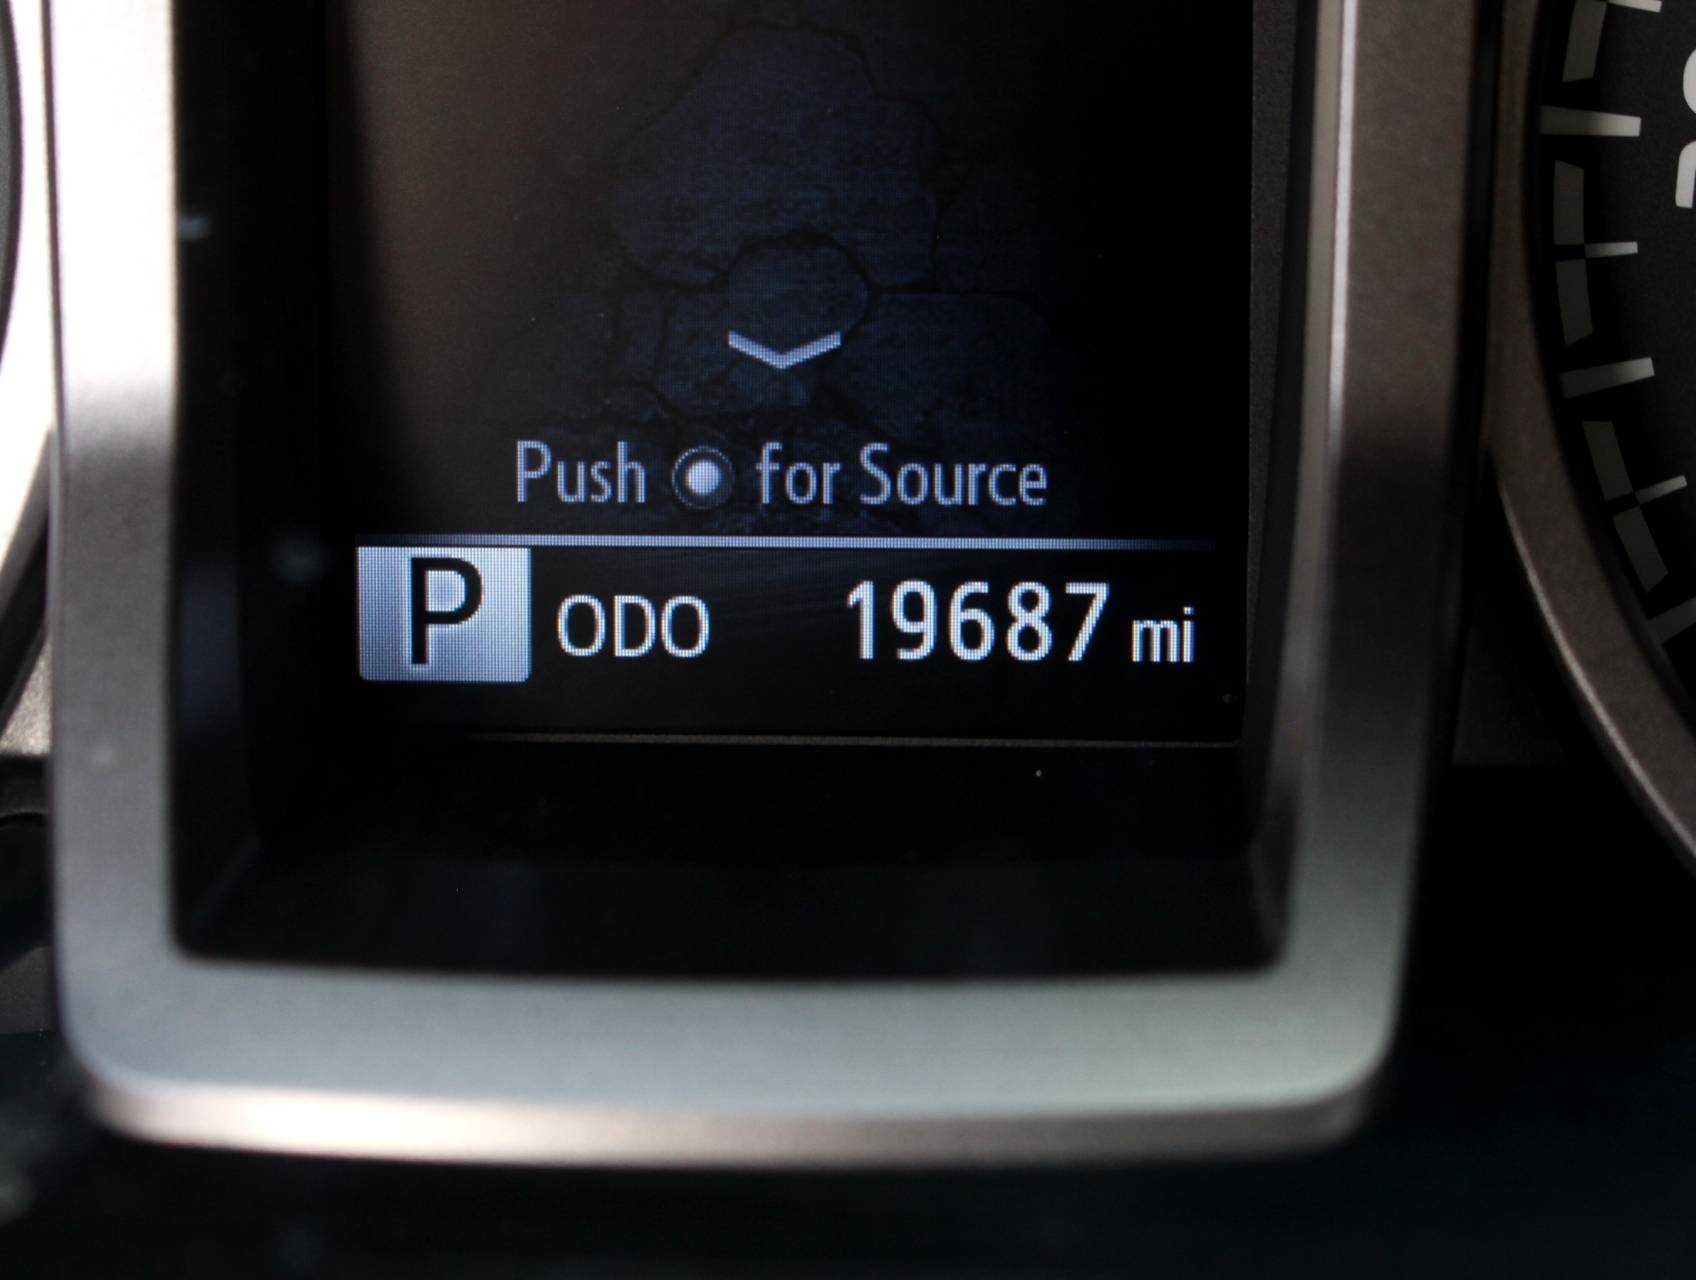 Push for Source
P ODO 19687 mi